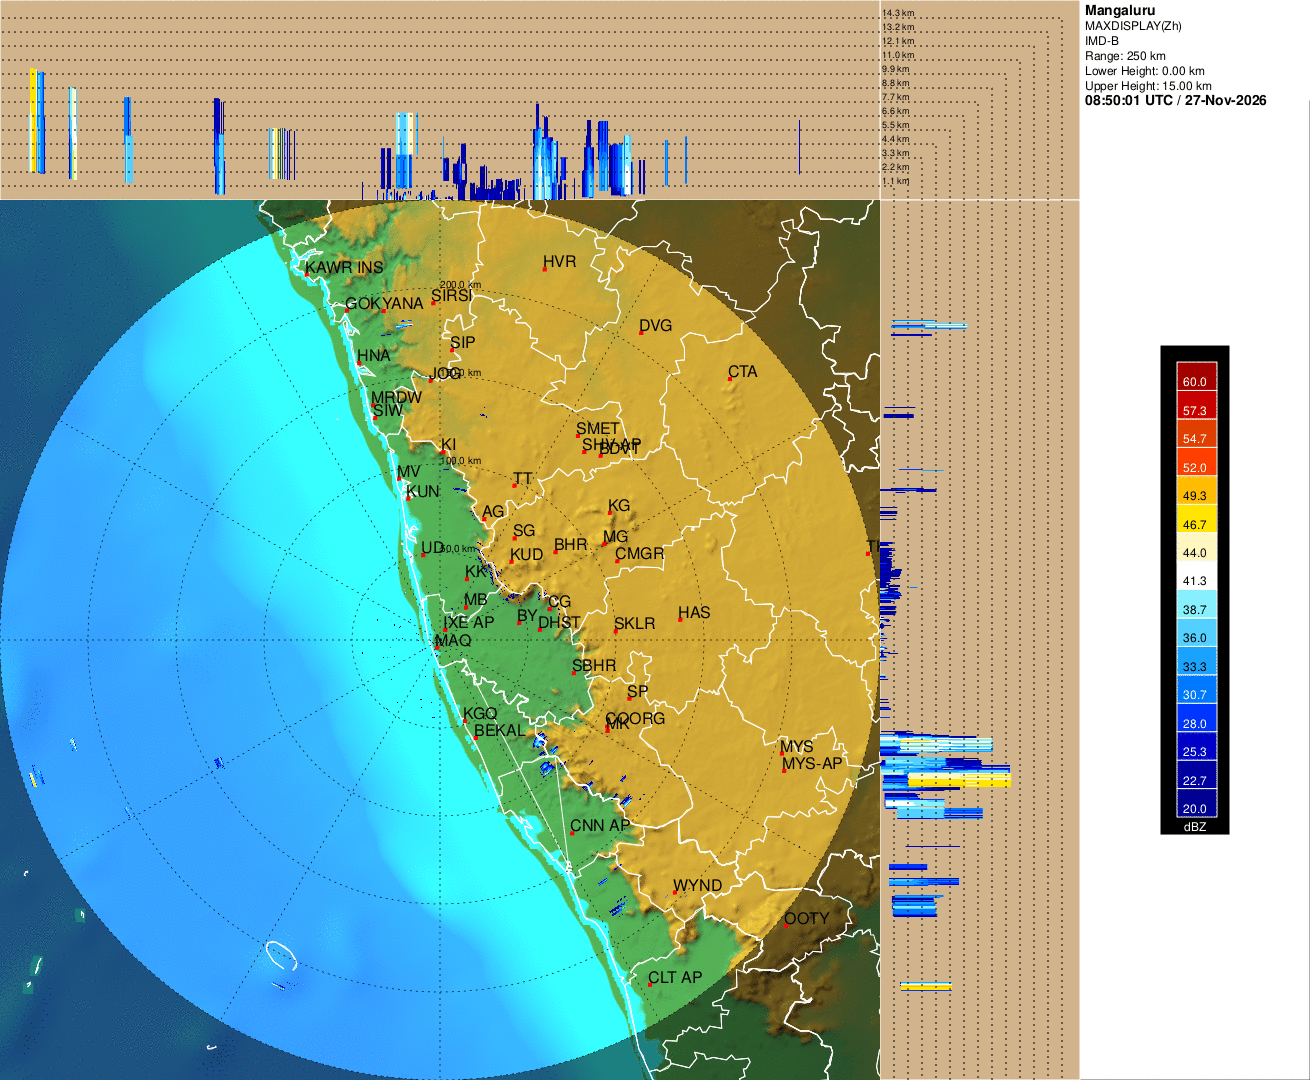 Mangaluru
MAXDISPLAY(Zh)
IMD-B
Range: 250 km
Lower Height: 0.00 km
Upper Height: 15.00 km
08:50:01 UTC / 27-Nov-2026
14.3 km
13.2 km
12.1 km
11.0 km
9.9 km
8.8 km
7.7 km
6.6 km
5.5 km
4.4 km
3.3 km
2.2 km
1.1 km
KAWR INS
HVR
200.0 km
GOKYANA
SIRSI
DVG
SIP
HNA
CTA
JOG
MRDW
SIW
SMET
KI
SHV-AP
BDVT
100.0 km
MV
TT
KUN
AG
KG
SG
MG
UD
50.0 km
KUD
BHR
CMGR
KK
MB
CG
IXE AP
BY
DHST
SKLR
HAS
MAQ
SBHR
SP
KGQ
COORG
MK
BEKAL
MYS
MYS-AP
CNN AP
WYND
OOTY
CLT AP
60.0
57.3
54.7
52.0
49.3
46.7
44.0
41.3
38.7
36.0
33.3
30.7
28.0
25.3
22.7
20.0
dBZ